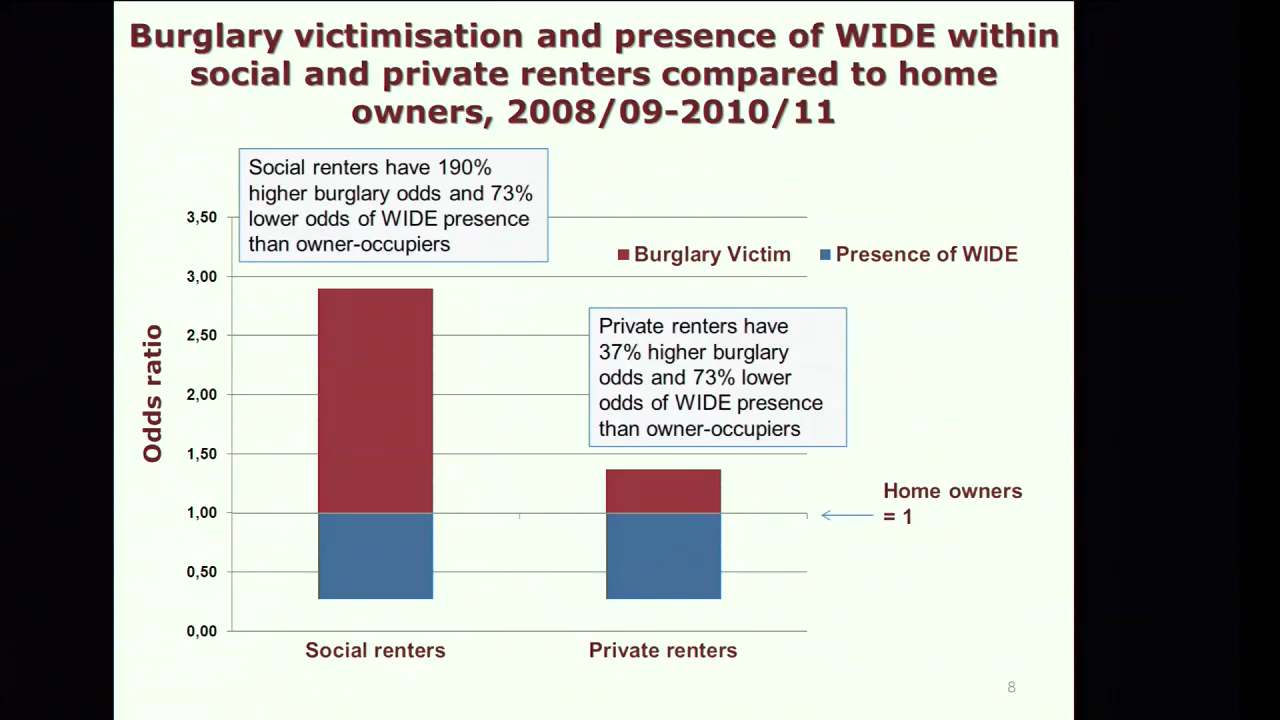 Burglary victimisation and presence of WIDE within
social and private renters compared to home
owners, 2008/09-2010/11
Social renters have 190%
higher burglary odds and 73%
lower odds of WIDE presence
than owner-occupiers
Burglary Victim
Presence of WIDE
Private renters have
37% higher burglary
odds and 73% lower
odds of WIDE presence
than owner-occupiers
Odds ratio
3,50
3,00
2,50
2,00
1,50
1,00
0,50
0,00
Home owners
= 1
Social renters
Private renters
8